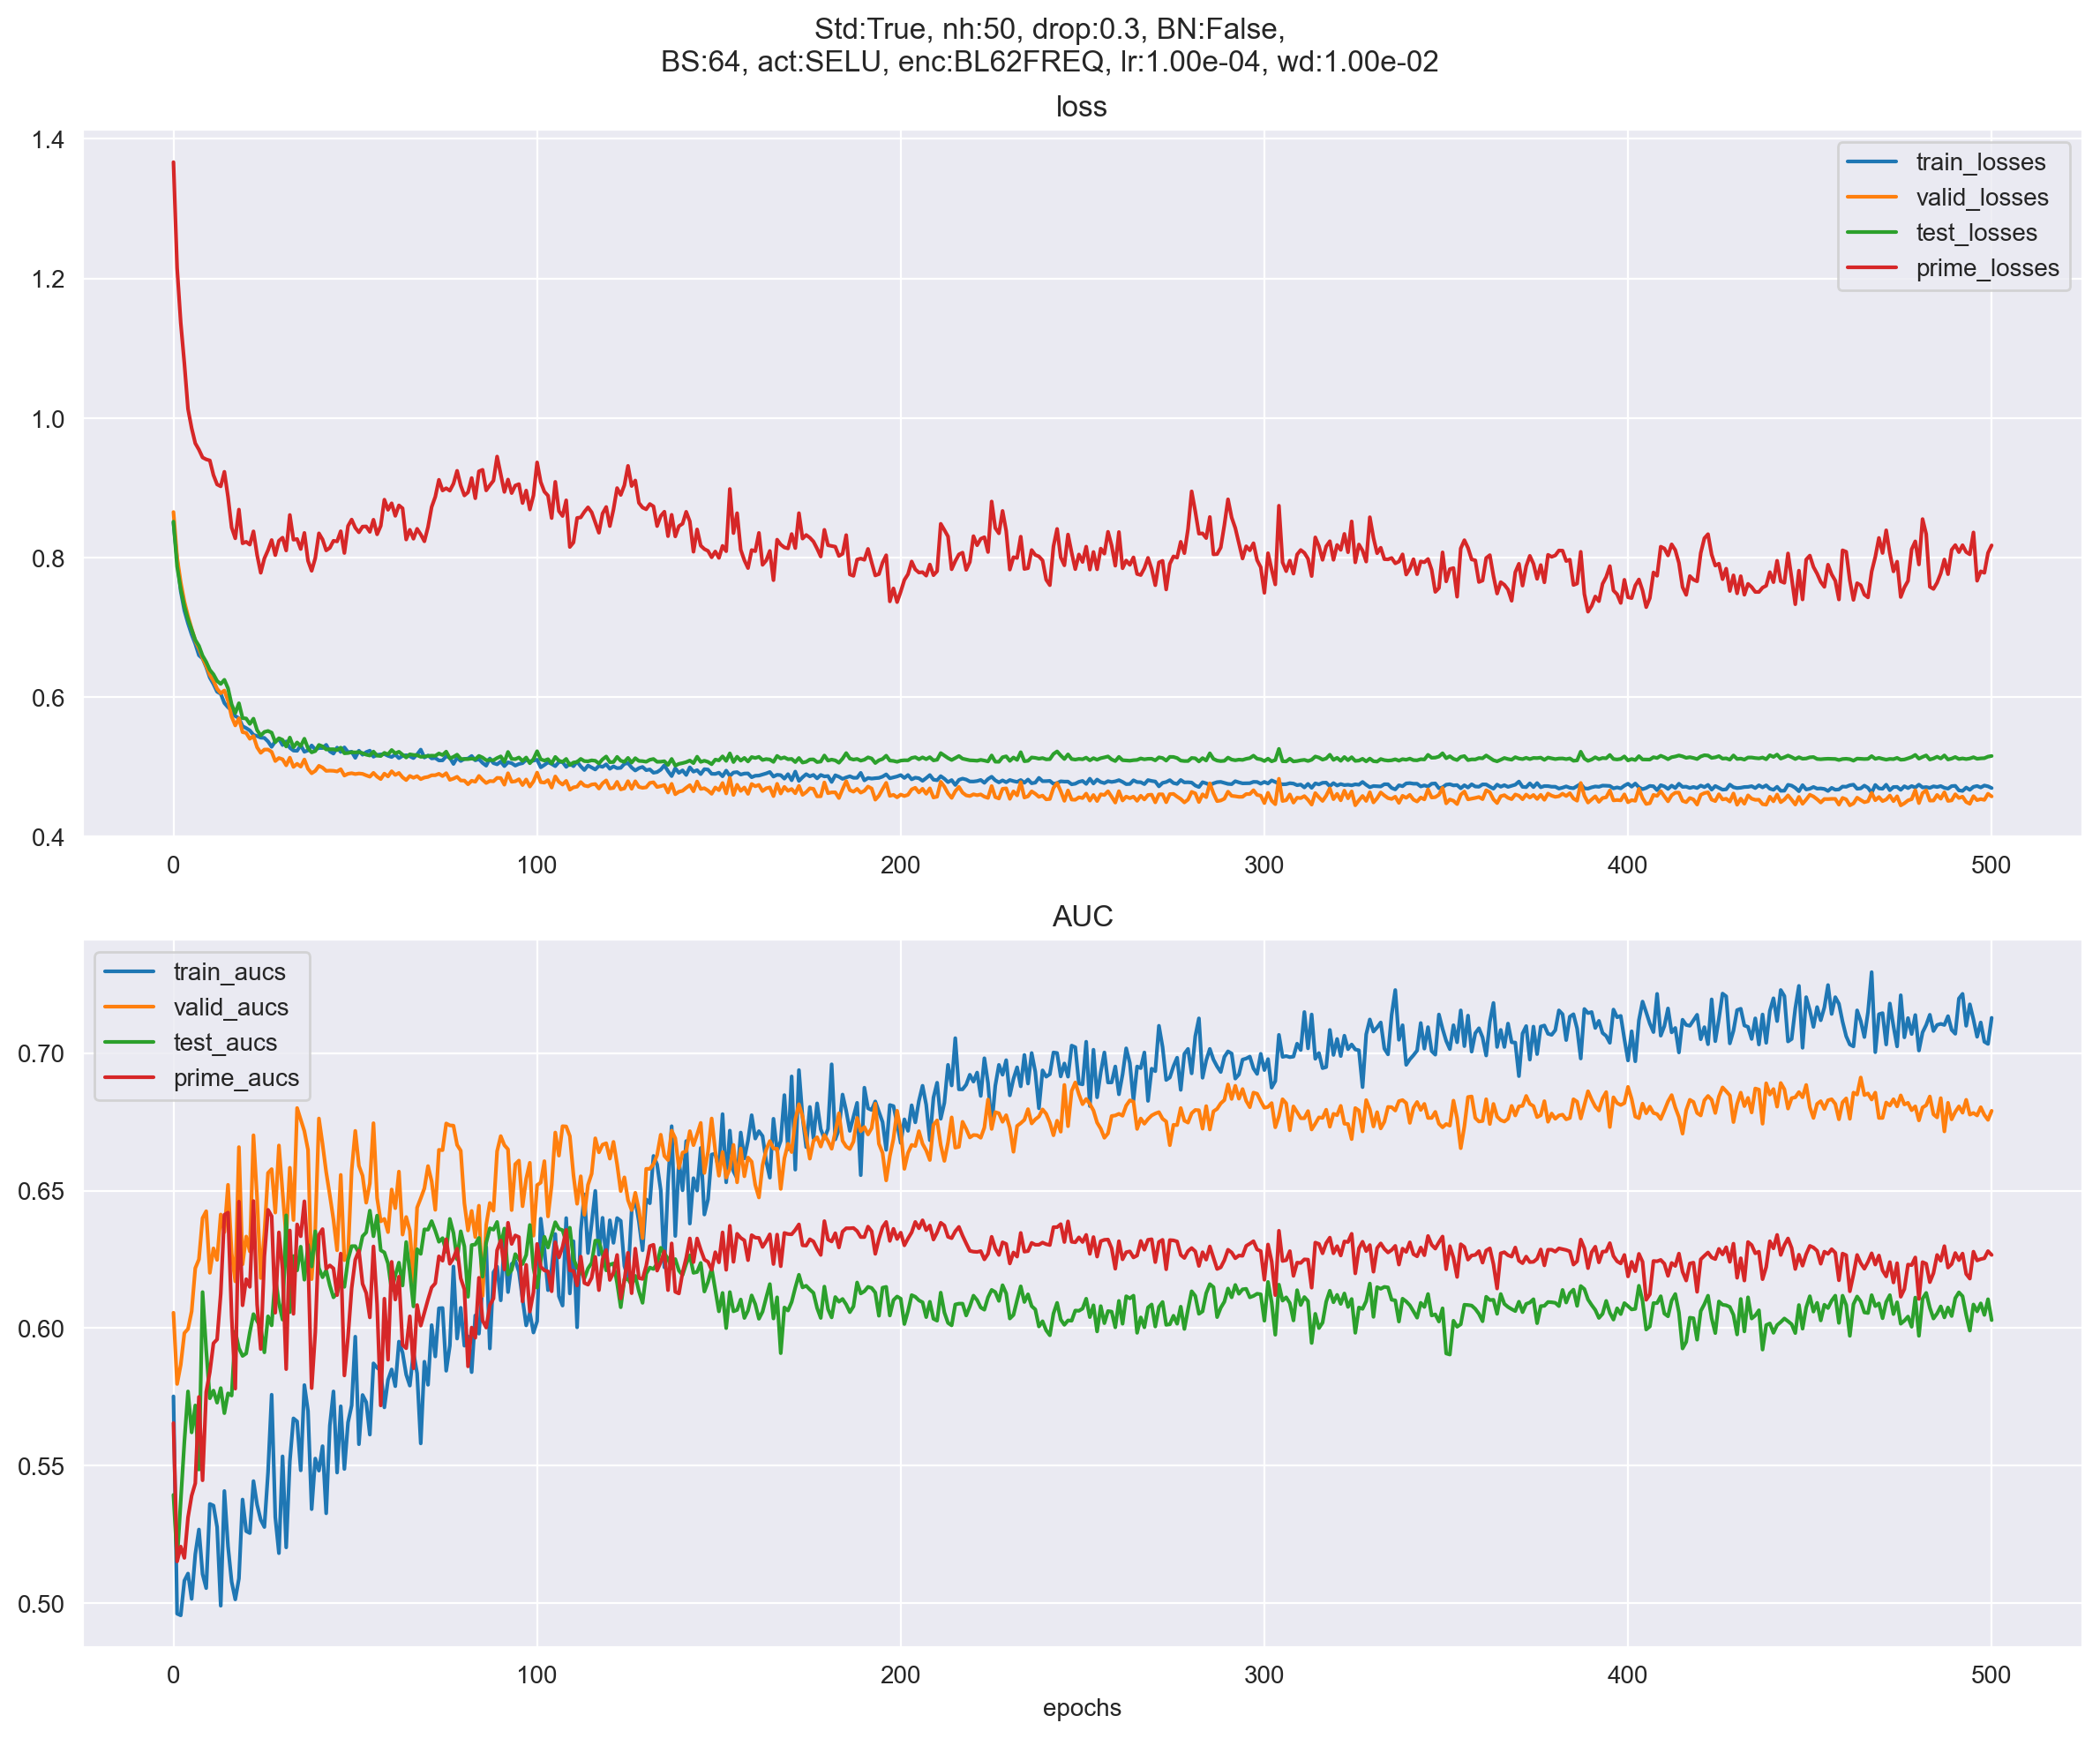 Std:True, nh:50, drop:0.3, BN:False,
BS:64, act:SELU, enc:BL62FREQ, lr:1.00e-04, wd:1.00e-02
loss
1.4
1.2
1.0
0.8
0.6
0.4
train_losses
valid_losses
test_losses
prime_losses
0
100
200
300
400
500
AUC
train_aucs
valid_aucs
test_aucs
prime_aucs
0.70
0.65
0.60
0.55
0.50
0
100
200
300
400
500
epochs